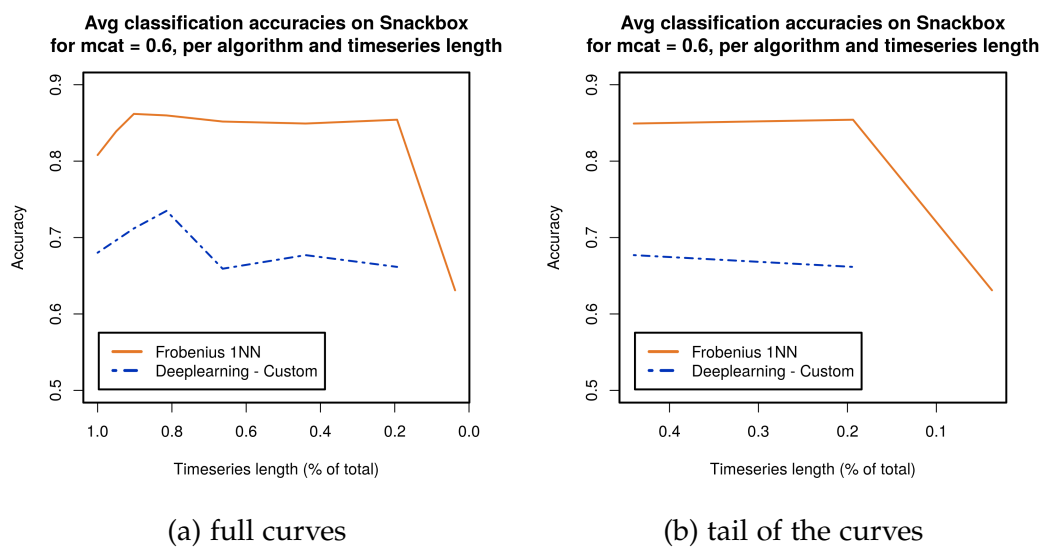 Avg classification accuracies on Snackbox
for mcat = 0.6, per algorithm and timeseries length
Accuracy
0.9
0.8
0.7
0.6
0.5
Frobenius 1NN
Deeplearning - Custom
1.0 0.8 0.6 0.4 0.2 0.0
Timeseries length (% of total)
(a) full curves
Avg classification accuracies on Snackbox
for mcat = 0.6, per algorithm and timeseries length
Accuracy
0.9
0.8
0.7
0.6
0.5
Frobenius 1NN
Deeplearning - Custom
0.4 0.3 0.2 0.1
Timeseries length (% of total)
(b) tail of the curves